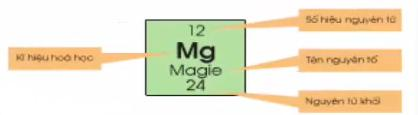 12
Số hiệu nguyên tử
Kí hiệu hoá học
Mg
Magie
Tên nguyên tố
24
Nguyên tử khối